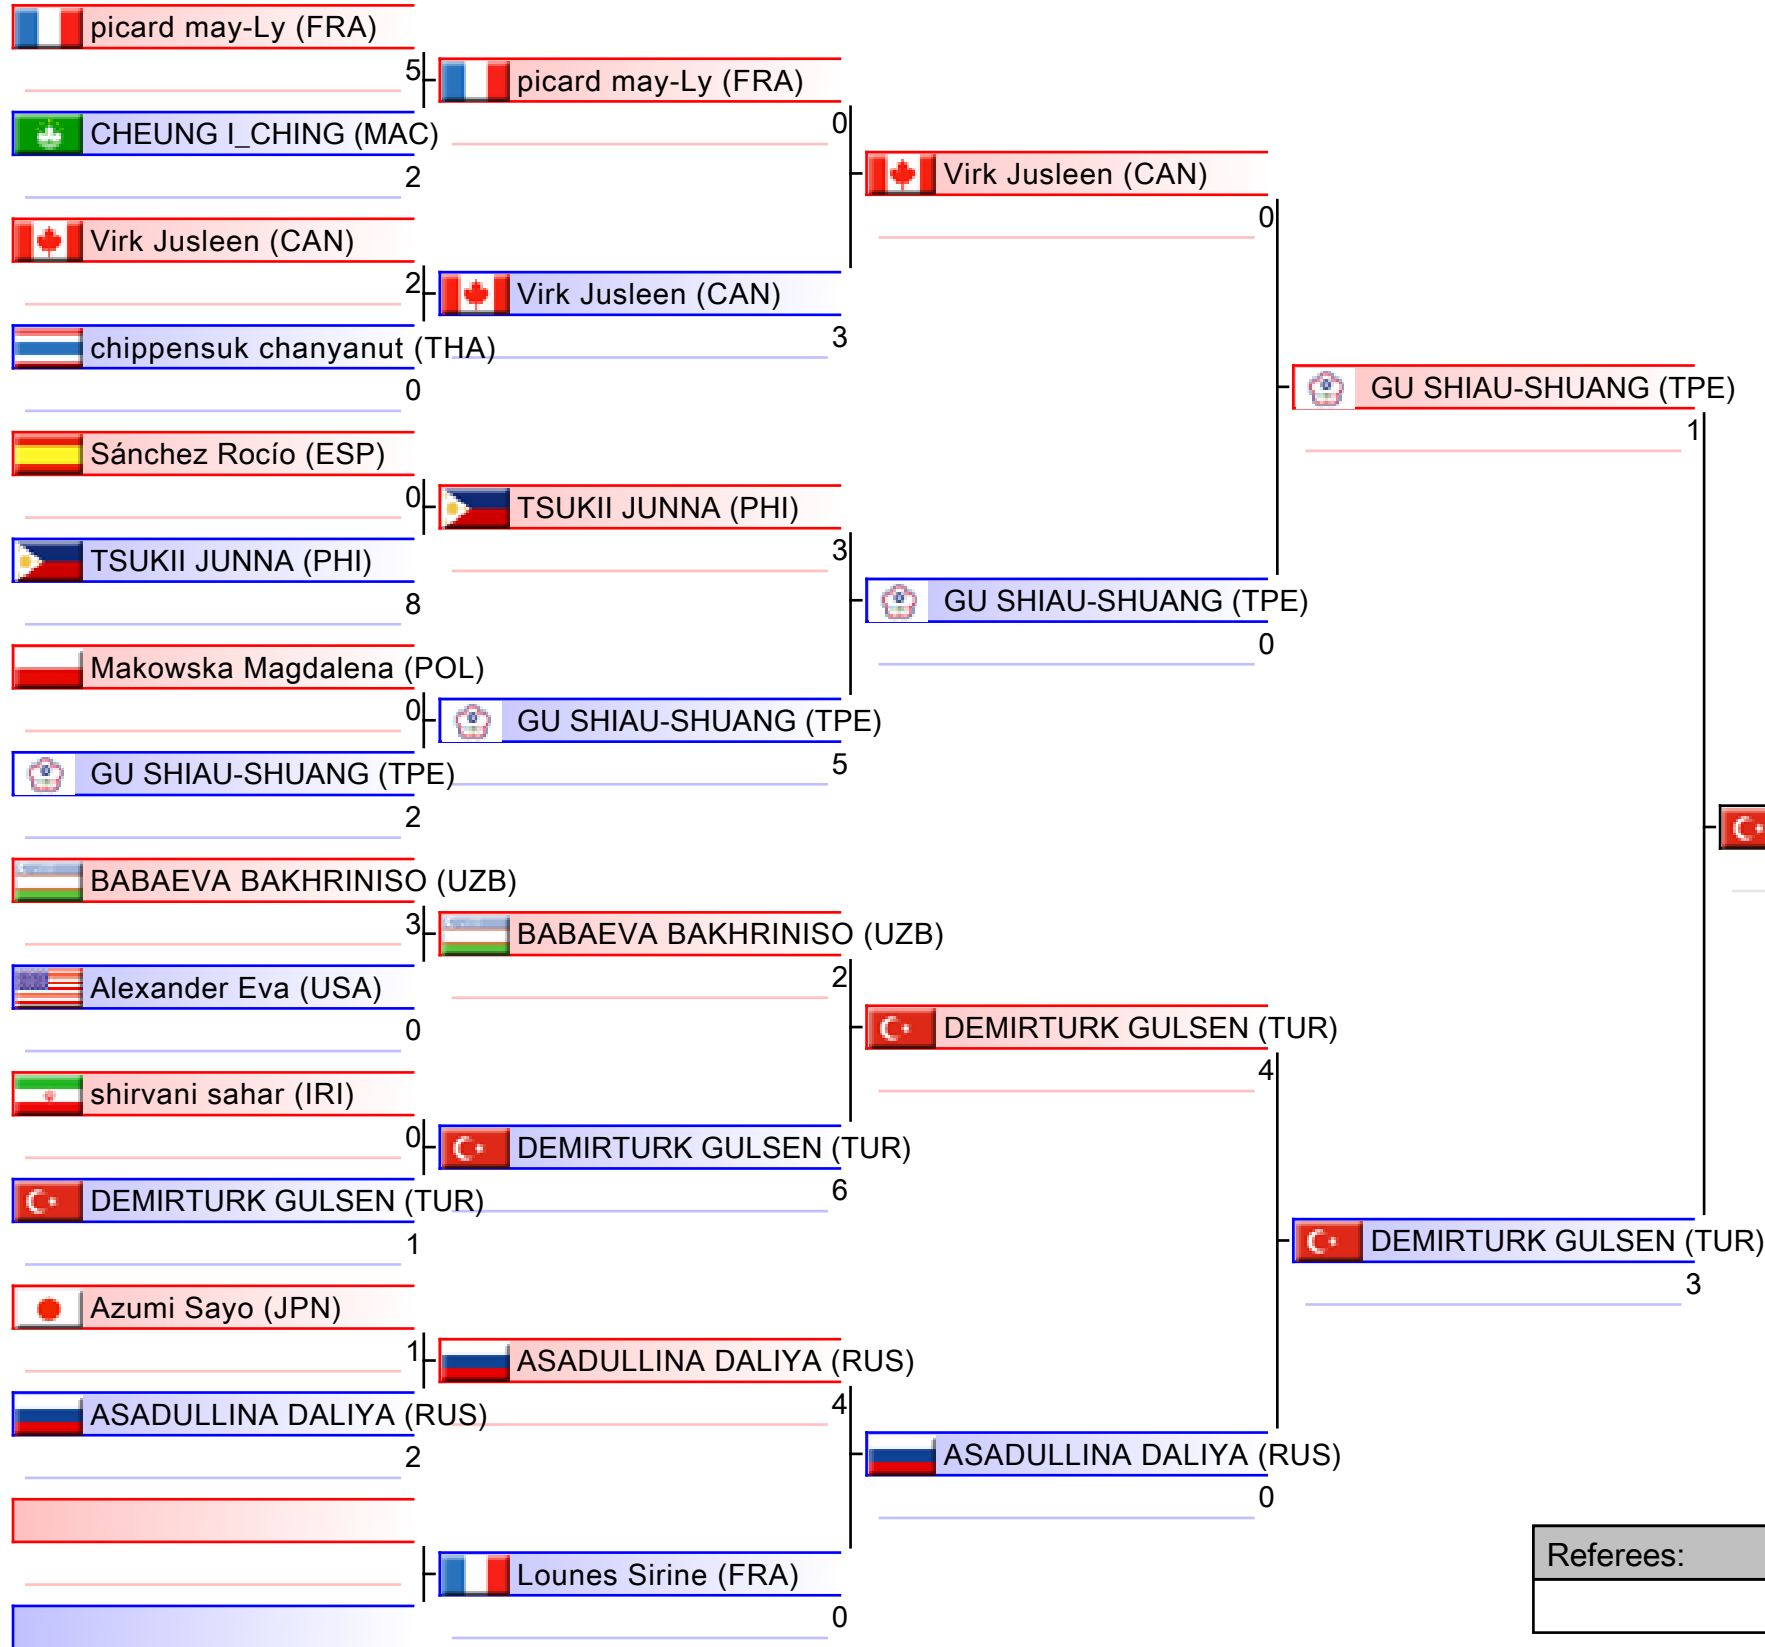 picard may-Ly (FRA)
5
picard may-Ly (FRA)
CHEUNG I_CHING (MAC)
0
2
Virk Jusleen (CAN)
0
Virk Jusleen (CAN)
2
Virk Jusleen (CAN)
chippensuk chanyanut (THA)
3
0
GU SHIAU-SHUANG (TPE)
1
Sánchez Rocío (ESP)
0
TSUKII JUNNA (PHI)
TSUKII JUNNA (PHI)
3
8
GU SHIAU-SHUANG (TPE)
0
Makowska Magdalena (POL)
0
GU SHIAU-SHUANG (TPE)
GU SHIAU-SHUANG (TPE)
5
2
BABAEVA BAKHRINISO (UZB)
3
BABAEVA BAKHRINISO (UZB)
Alexander Eva (USA)
2
0
DEMIRTURK GULSEN (TUR)
4
shirvani sahar (IRI)
0
DEMIRTURK GULSEN (TUR)
DEMIRTURK GULSEN (TUR)
6
1
DEMIRTURK GULSEN (TUR)
3
Azumi Sayo (JPN)
1
ASADULLINA DALIYA (RUS)
ASADULLINA DALIYA (RUS)
4
2
ASADULLINA DALIYA (RUS)
0
Lounes Sirine (FRA)
0
Referees: